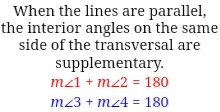 When the lines are parallel,
the interior angles on the same
side of the transversal are
supplementary.
m∠1 + m∠2 = 180
m∠3 + m∠4 = 180